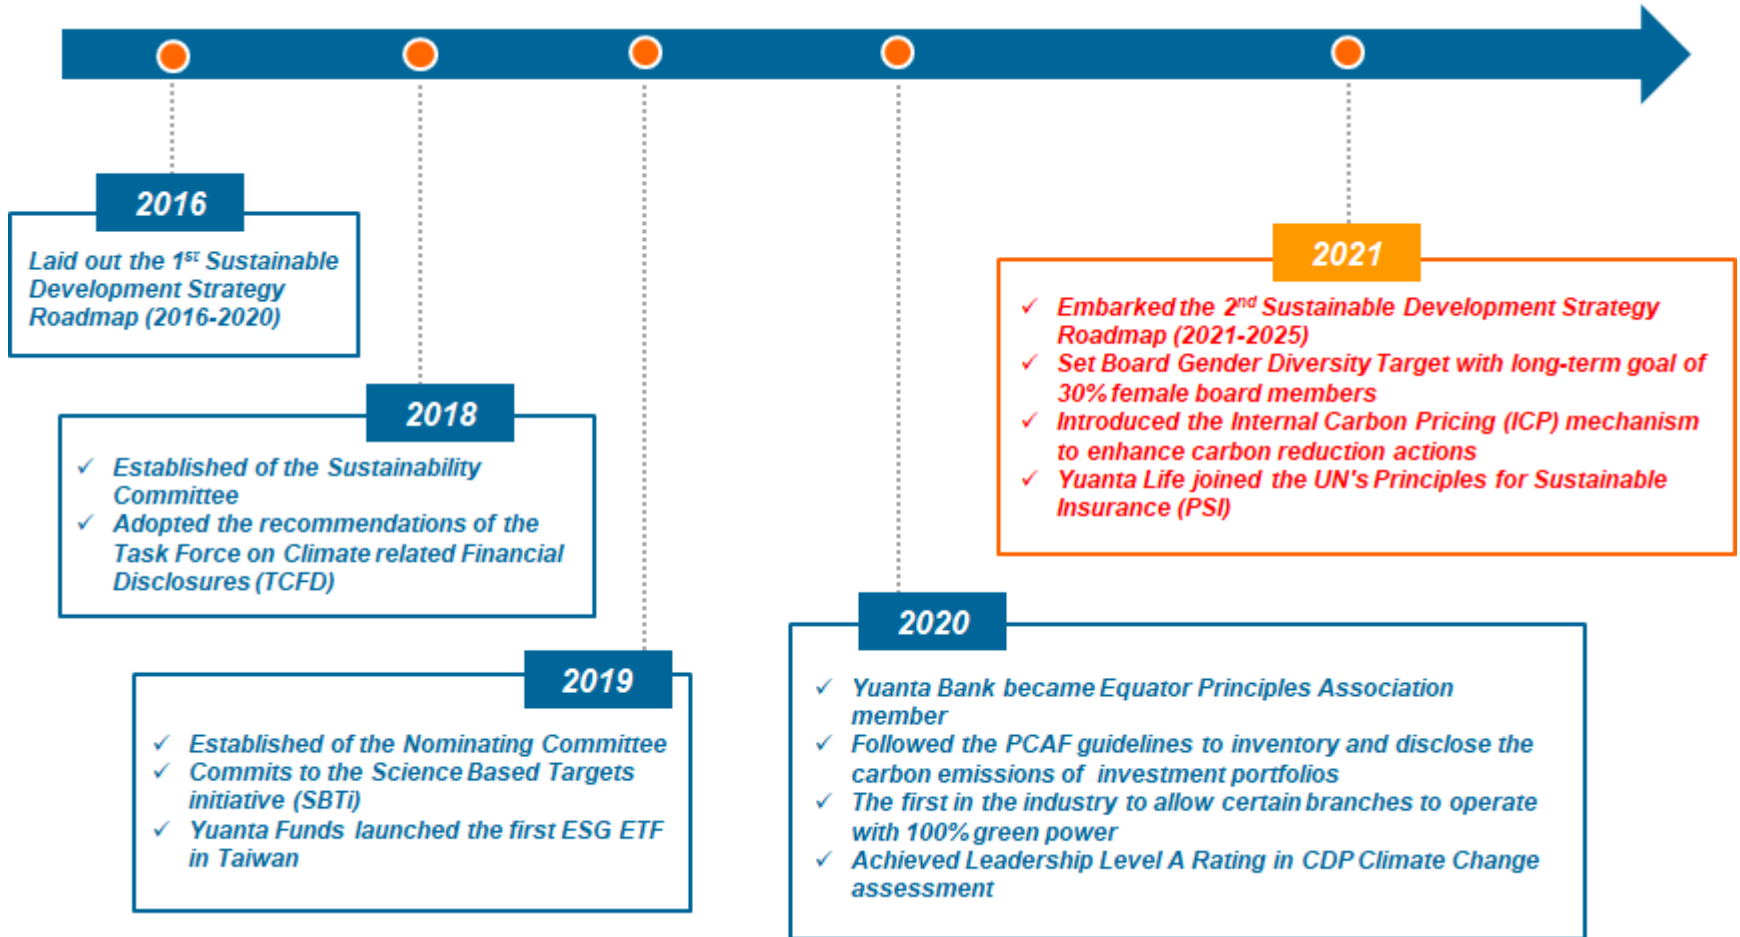 2016
Laid out the 1st Sustainable
Development Strategy
Roadmap (2016-2020)
2018
✓ Established of the Sustainability
Committee
✓ Adopted the recommendations of the
Task Force on Climate related Financial
Disclosures (TCFD)
2019
✓ Established of the Nominating Committee
✓ Commits to the Science Based Targets
initiative (SBTi)
✓ Yuanta Funds launched the first ESG ETF
in Taiwan
2020
✓ Yuanta Bank became Equator Principles Association
member
✓ Followed the PCAF guidelines to inventory and disclose the
carbon emissions of investment portfolios
✓ The first in the industry to allow certain branches to operate
with 100% green power
✓ Achieved Leadership Level A Rating in CDP Climate Change
assessment
2021
✓ Embarked the 2nd Sustainable Development Strategy
Roadmap (2021-2025)
✓ Set Board Gender Diversity Target with long-term goal of
30% female board members
✓ Introduced the Internal Carbon Pricing (ICP) mechanism
to enhance carbon reduction actions
✓ Yuanta Life joined the UN's Principles for Sustainable
Insurance (PSI)